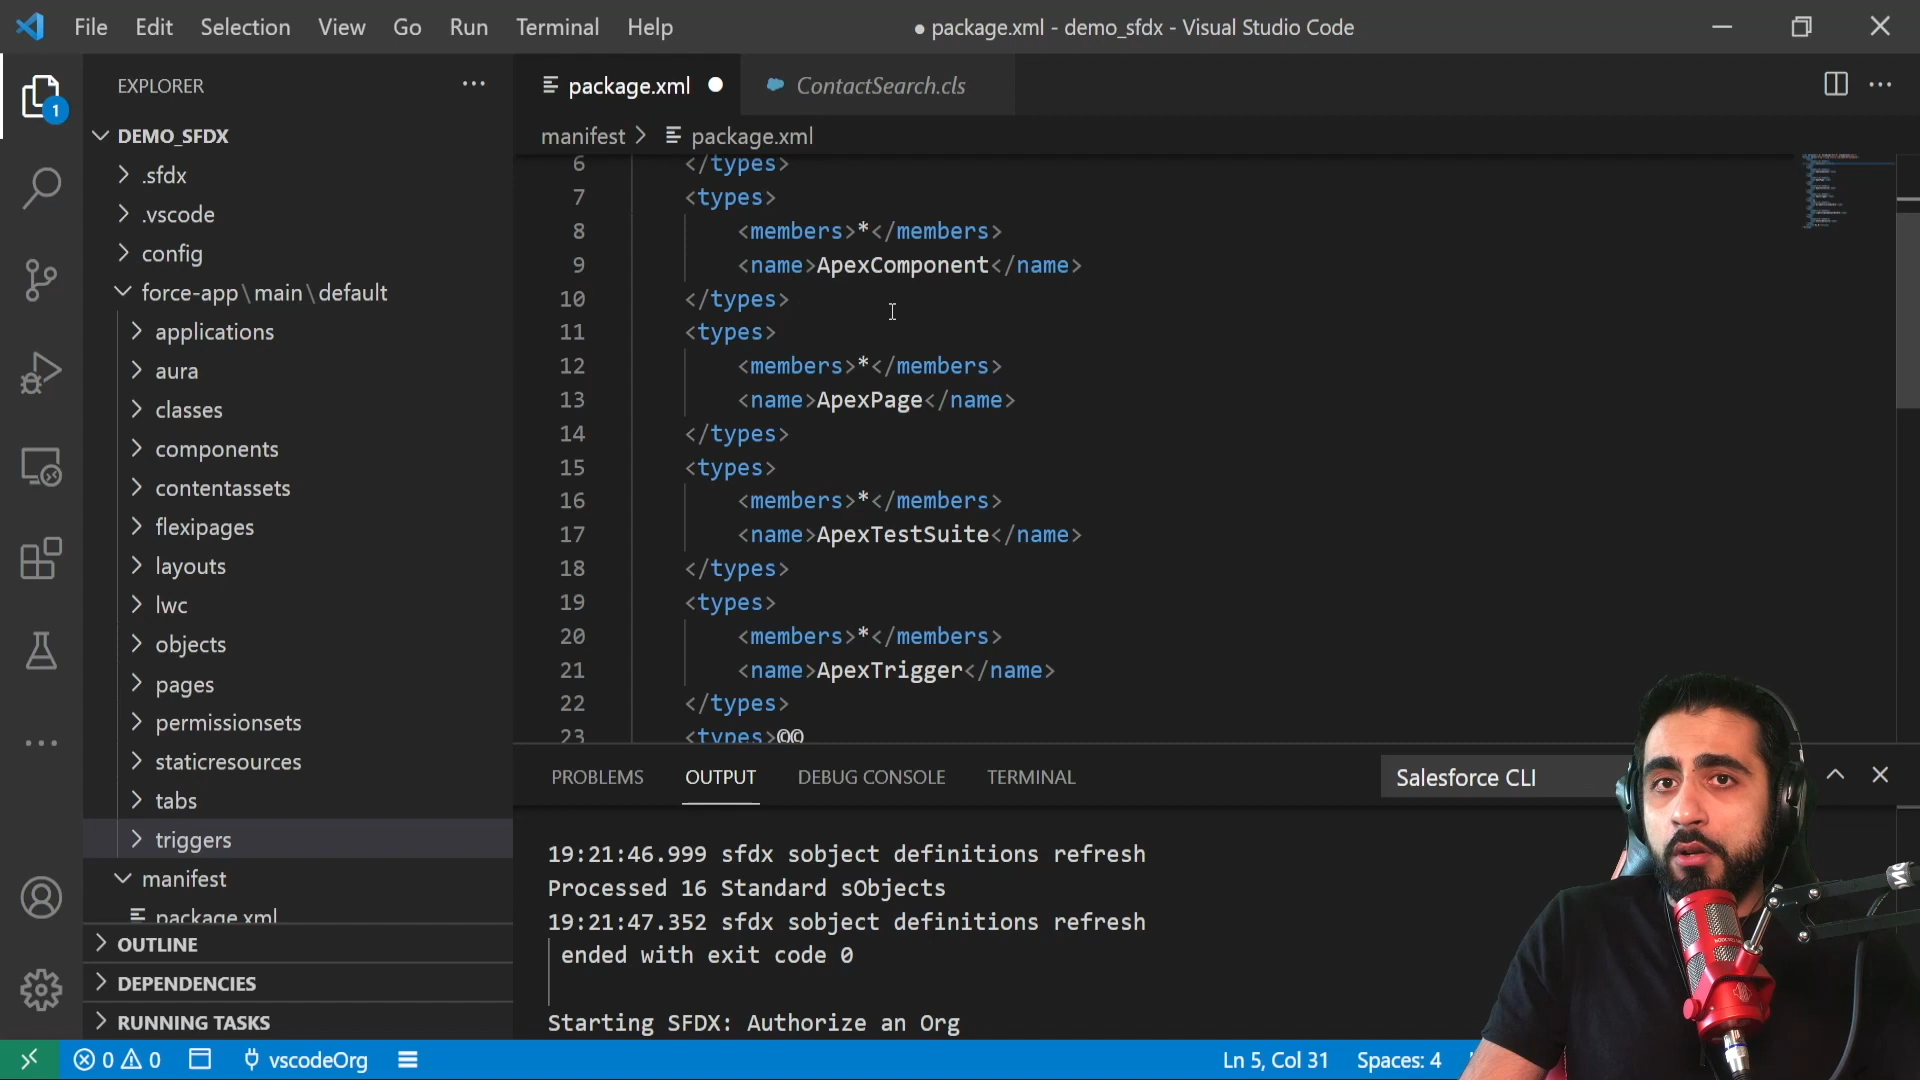 File Edit Selection View Go Run Terminal Help
● package.xml - demo_sfdx - Visual Studio Code
1
EXPLORER
DEMO_SFDX
.sfdx
.vscode
config
force-app\main\default
applications
aura
classes
components
contentassets
flexipages
layouts
lwc
objects
pages
permissionsets
staticresources
tabs
triggers
manifest
package.xml
OUTLINE
DEPENDENCIES
RUNNING TASKS
package.xml
ContactSearch.cls
manifest > package.xml
6 </types>
7 <types>
8 <members>*</members>
9 <name>ApexComponent</name>
10 </types>
11 <types>
12 <members>*</members>
13 <name>ApexPage</name>
14 </types>
15 <types>
16 <members>*</members>
17 <name>ApexTestSuite</name>
18 </types>
19 <types>
20 <members>*</members>
21 <name>ApexTrigger</name>
22 </types>
23 <types>
PROBLEMS OUTPUT DEBUG CONSOLE TERMINAL
Salesforce CLI
19:21:46.999 sfdx sobject definitions refresh
Processed 16 Standard sObjects
19:21:47.352 sfdx sobject definitions refresh
ended with exit code 0
Starting SFDX: Authorize an Org
0 0 vscodeOrg
Ln 5, Col 31 Spaces: 4